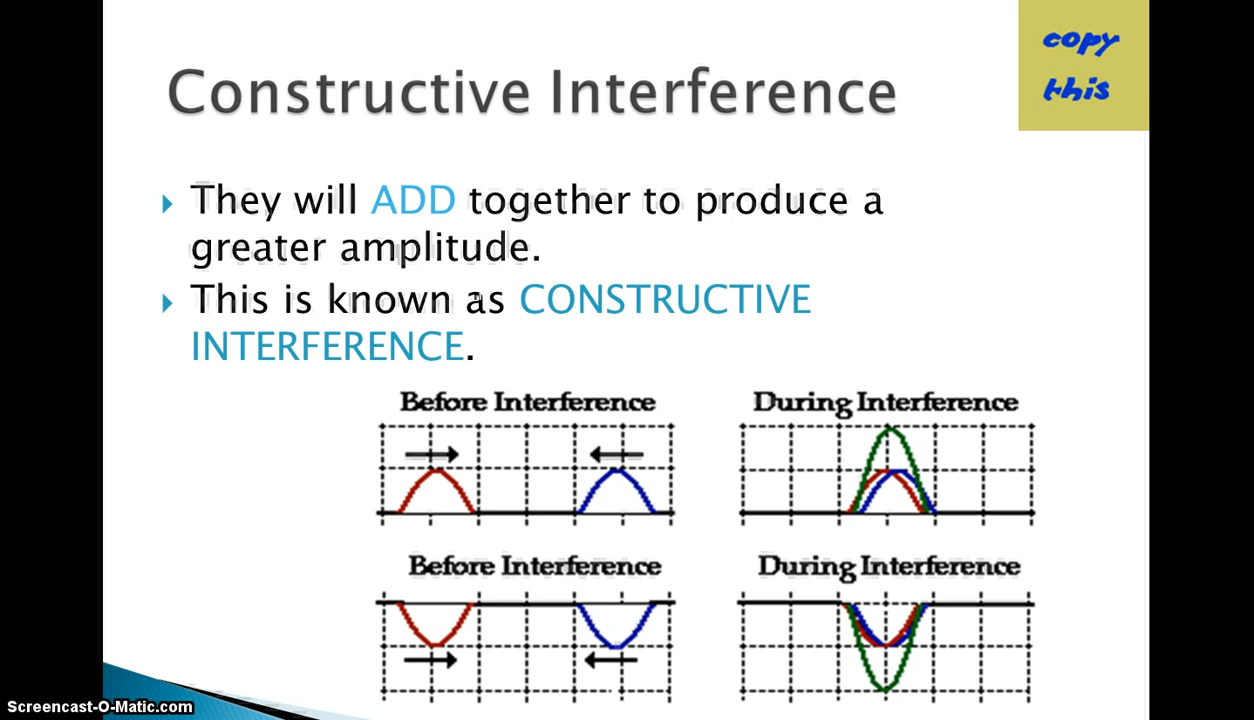 copy
this
Constructive Interference
They will ADD together to produce a
greater amplitude.
This is known as CONSTRUCTIVE
INTERFERENCE.
Before Interference
During Interference
Before Interference
During Interference
Screencast-O-Matic.com